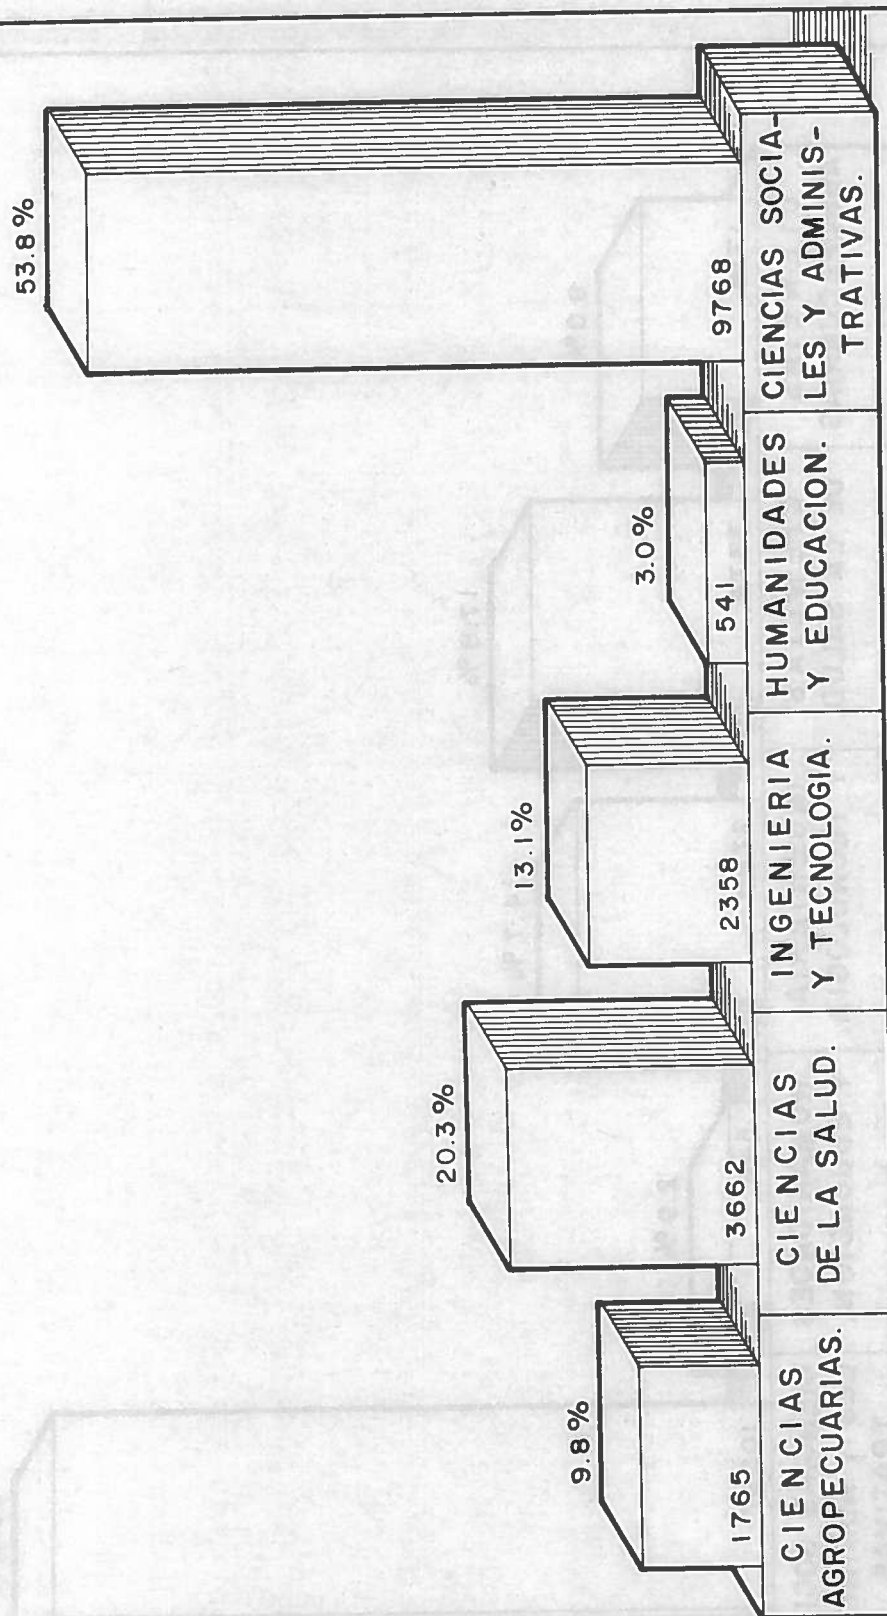 53.8%
20.3%
13.1%
9.8%
3.0%
1765
3662
2358
541
9768
CIENCIAS
AGROPECUARIAS.
CIENCIAS
DE LA SALUD.
INGENIERIA
Y TECNOLOGIA.
HUMANIDADES
Y EDUCACION.
CIENCIAS SOCIA-
LES Y ADMINIS-
TRATIVAS.